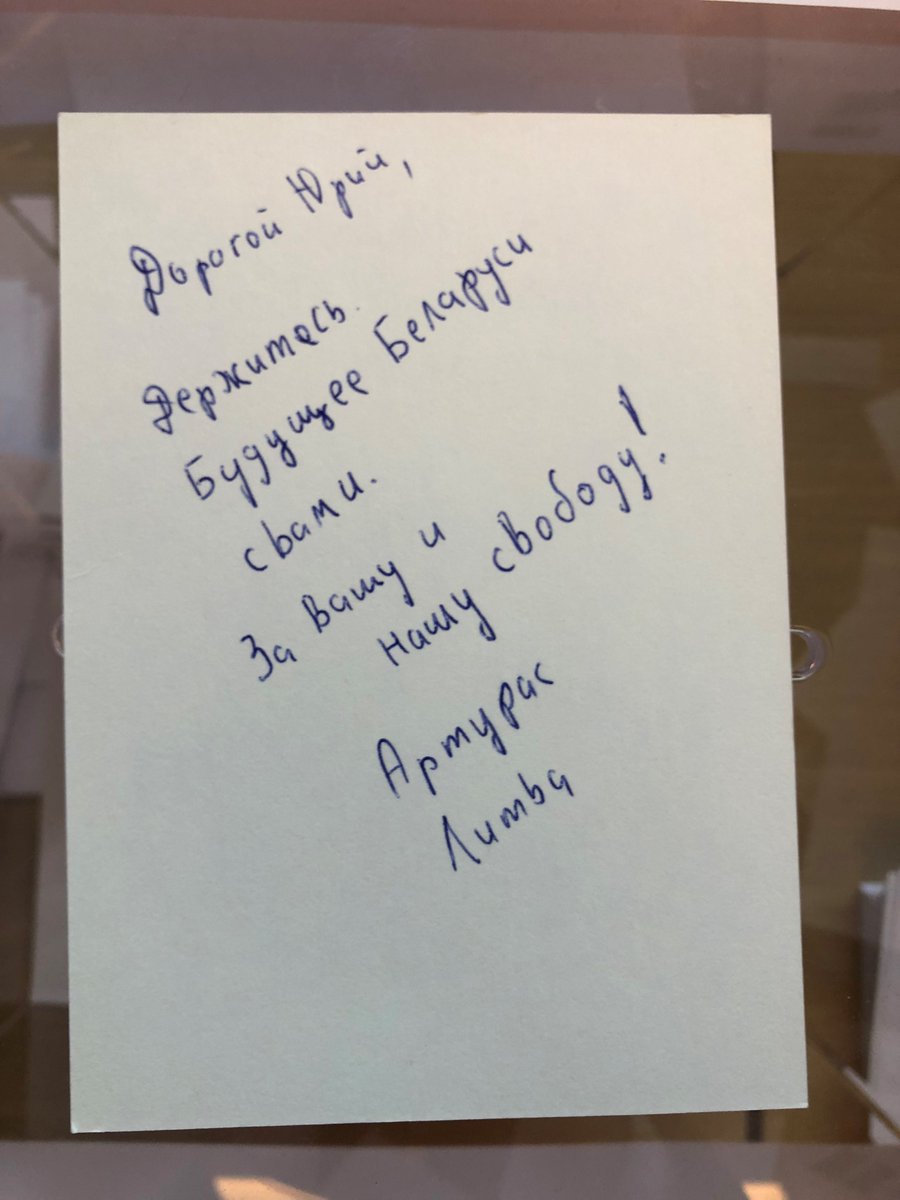 Дорогой Юрий,
Держитесь.
Будущее Беларуси
с вами.
За вашу и
нашу свободу!
Артурас
Литва